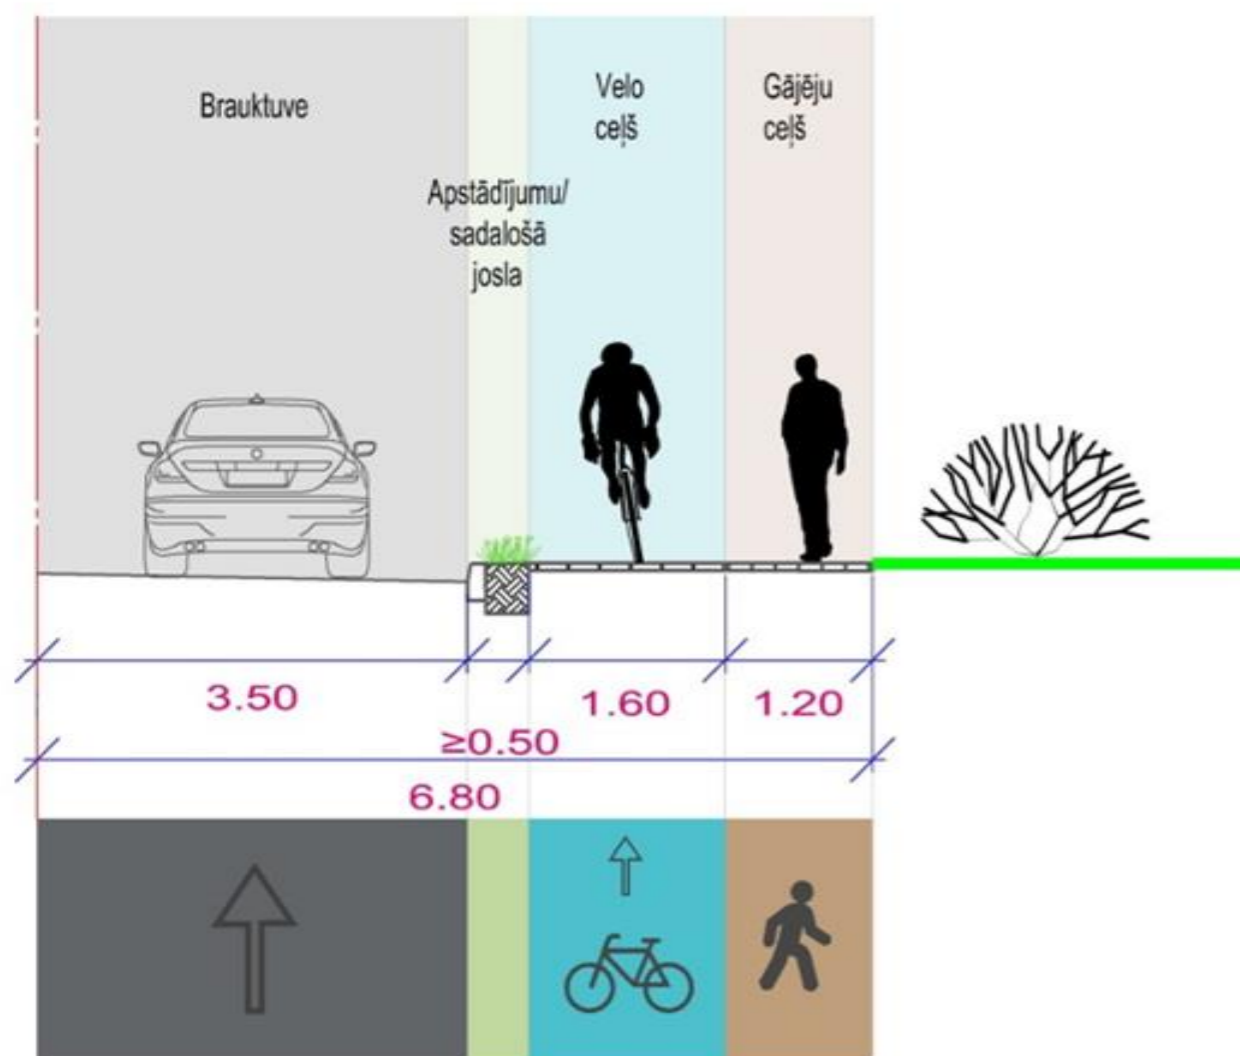 Brauktuve
Velo
ceļš
Gājēju
ceļš
Apstādījumu/
sadalošā
josla
3.50
1.60
1.20
≥0.50
6.80